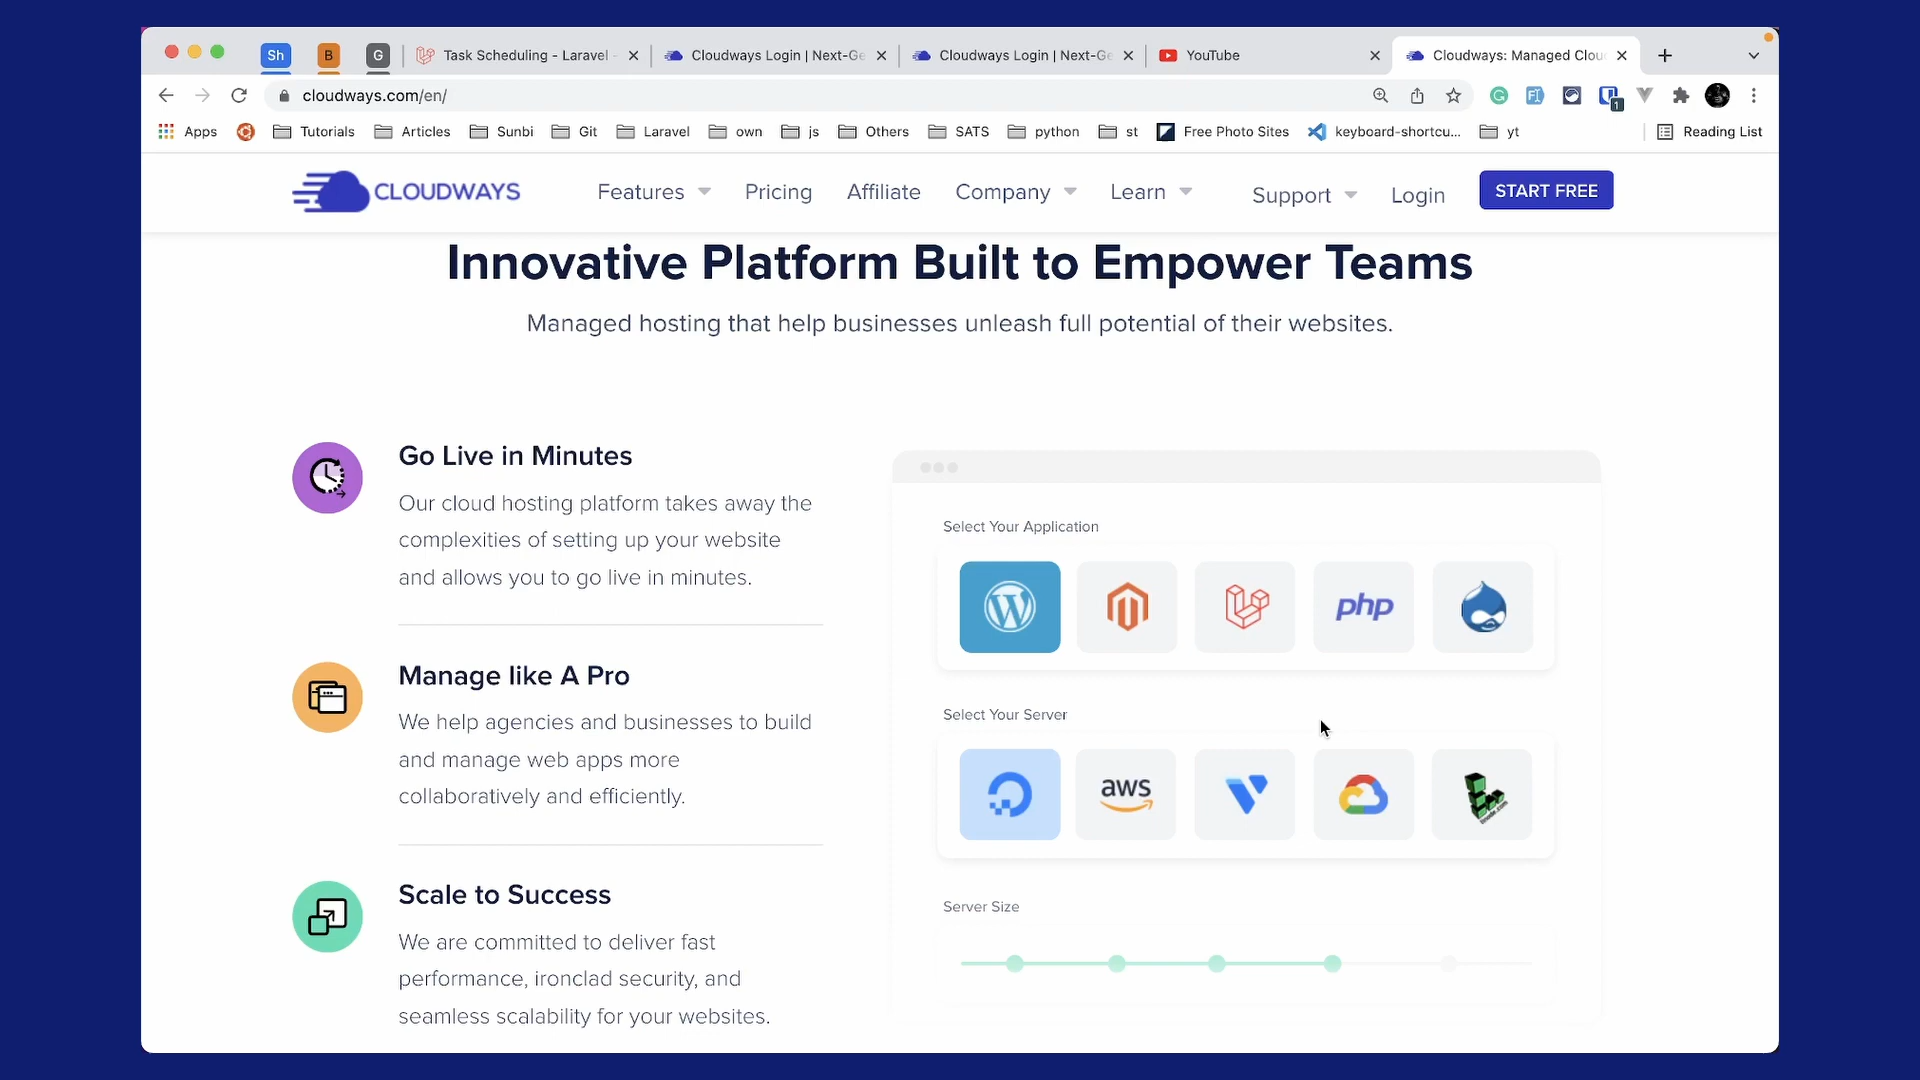 Sh
B
G
Task Scheduling - Laravel -
Cloudways Login | Next-Ge
Cloudways Login | Next-Ge
YouTube
Cloudways: Managed Clou
cloudways.com/en/
1
Apps
Tutorials
Articles
Sunbi
Git
Laravel
own
js
Others
SATS
python
st
Free Photo Sites
keyboard-shortcu...
yt
Reading List
CLOUDWAYS
Features
Pricing
Affiliate
Company
Learn
Support
Login
START FREE
Innovative Platform Built to Empower Teams
Managed hosting that help businesses unleash full potential of their websites.
Go Live in Minutes
Our cloud hosting platform takes away the
complexities of setting up your website
and allows you to go live in minutes.
Manage like A Pro
We help agencies and businesses to build
and manage web apps more
collaboratively and efficiently.
Scale to Success
We are committed to deliver fast
performance, ironclad security, and
seamless scalability for your websites.
Select Your Application
php
Select Your Server
aws
linode.com
Server Size